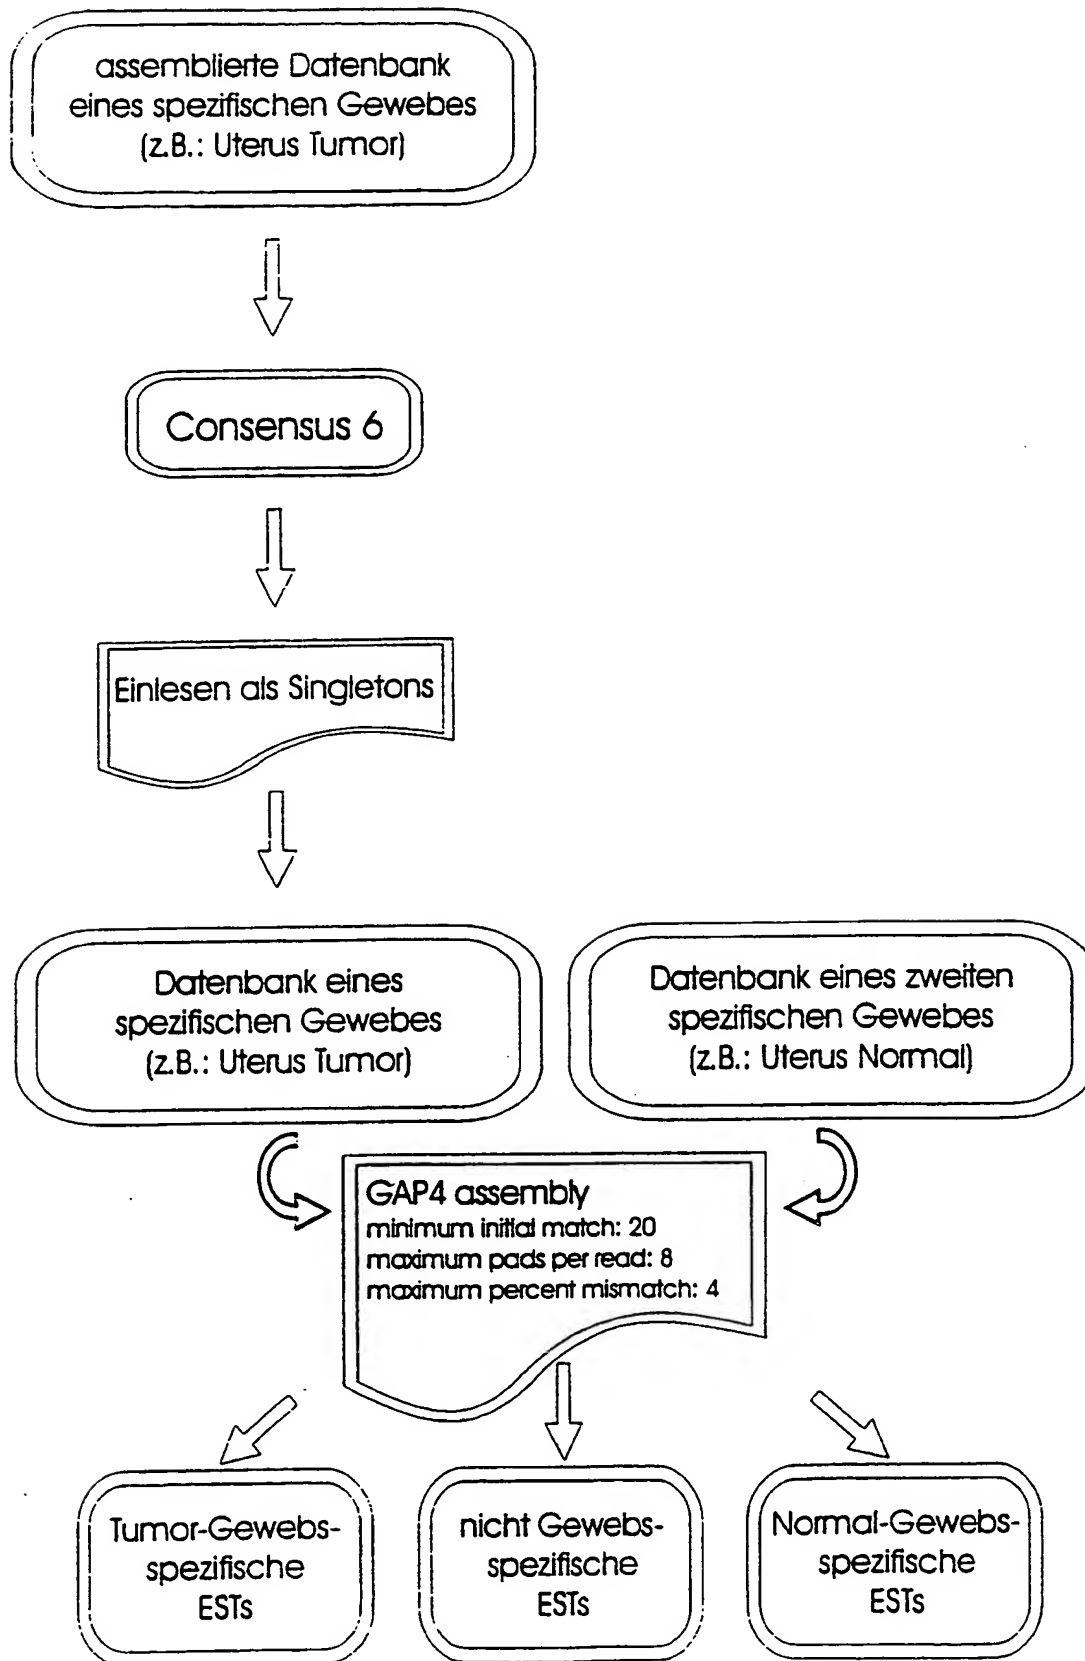 assemblierte Datenbank
eines spezifischen Gewebes
(z.B.: Uterus Tumor)
Consensus 6
Einlesen als Singletons
Datenbank eines
spezifischen Gewebes
(z.B.: Uterus Tumor)
Datenbank eines zweiten
spezifischen Gewebes
(z.B.: Uterus Normal)
GAP4 assembly
minimum initial match: 20
maximum pads per read: 8
maximum percent mismatch: 4
Tumor-Gewebs-
spezifische
ESTs
nicht Gewebs-
spezifische
ESTs
Normal-Gewebs-
spezifische
ESTs